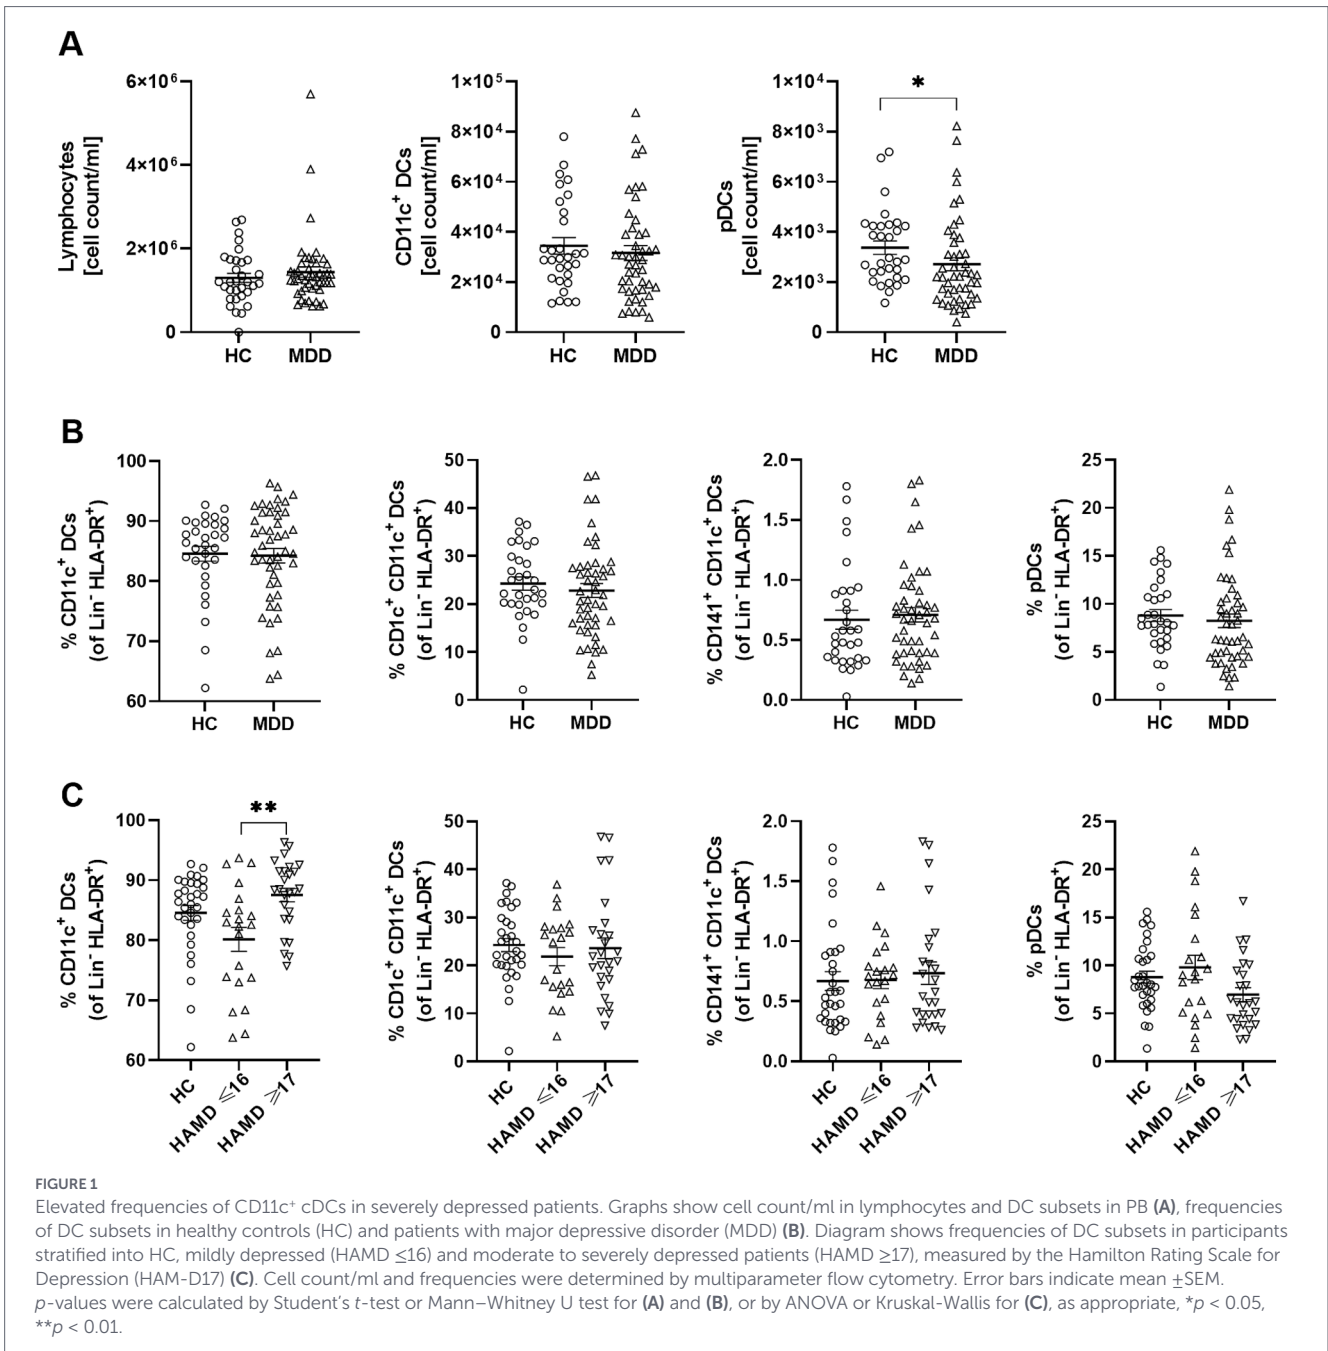 A
Lymphocytes
[cell count/ml]
6×10⁶
4×10⁶
2×10⁶
0
HC MDD
CD11c⁺ DCs
[cell count/ml]
1×10⁵
8×10⁴
6×10⁴
4×10⁴
2×10⁴
0
HC MDD
pDCs
[cell count/ml]
1×10⁴
8×10³
6×10³
4×10³
2×10³
0
*
HC MDD
B
% CD11c⁺ DCs
(of Lin⁻ HLA-DR⁺)
100
90
80
70
60
HC MDD
% CD1c⁺ CD11c⁺ DCs
(of Lin⁻ HLA-DR⁺)
50
40
30
20
10
0
HC MDD
% CD141⁺ CD11c⁺ DCs
(of Lin⁻ HLA-DR⁺)
2.0
1.5
1.0
0.5
0.0
HC MDD
% pDCs
(of Lin⁻ HLA-DR⁺)
25
20
15
10
5
0
HC MDD
C
% CD11c⁺ DCs
(of Lin⁻ HLA-DR⁺)
100
90
80
70
60
**
HC
HAMD ⩽16
HAMD ⩾17
% CD1c⁺ CD11c⁺ DCs
(of Lin⁻ HLA-DR⁺)
50
40
30
20
10
0
HC
HAMD ⩽16
HAMD ⩾17
% CD141⁺ CD11c⁺ DCs
(of Lin⁻ HLA-DR⁺)
2.0
1.5
1.0
0.5
0.0
HC
HAMD ⩽16
HAMD ⩾17
% pDCs
(of Lin⁻ HLA-DR⁺)
25
20
15
10
5
0
HC
HAMD ⩽16
HAMD ⩾17
FIGURE 1
Elevated frequencies of CD11c⁺ cDCs in severely depressed patients. Graphs show cell count/ml in lymphocytes and DC subsets in PB (A), frequencies
of DC subsets in healthy controls (HC) and patients with major depressive disorder (MDD) (B). Diagram shows frequencies of DC subsets in participants
stratified into HC, mildly depressed (HAMD ≤16) and moderate to severely depressed patients (HAMD ≥17), measured by the Hamilton Rating Scale for
Depression (HAM-D17) (C). Cell count/ml and frequencies were determined by multiparameter flow cytometry. Error bars indicate mean ±SEM.
p-values were calculated by Student's t-test or Mann–Whitney U test for (A) and (B), or by ANOVA or Kruskal-Wallis for (C), as appropriate, *p < 0.05,
**p < 0.01.